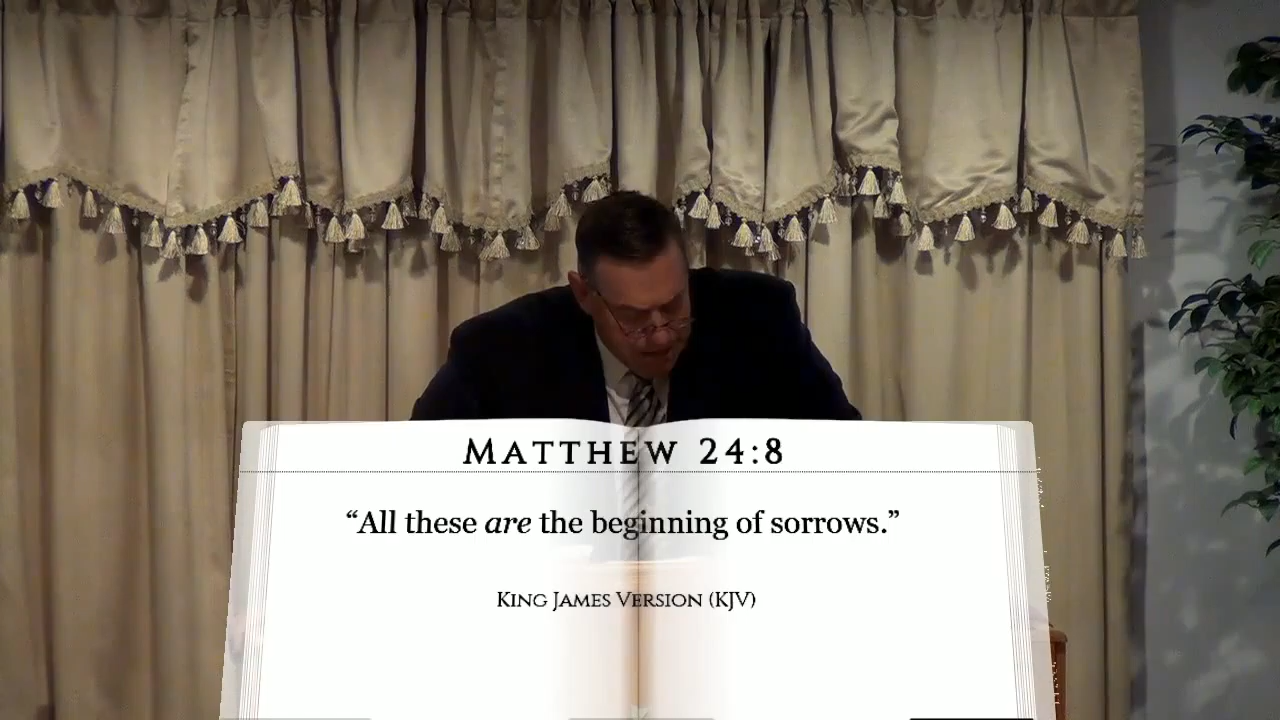 MATTHEW 24:8
“All these are the beginning of sorrows.”
KING JAMES VERSION (KJV)